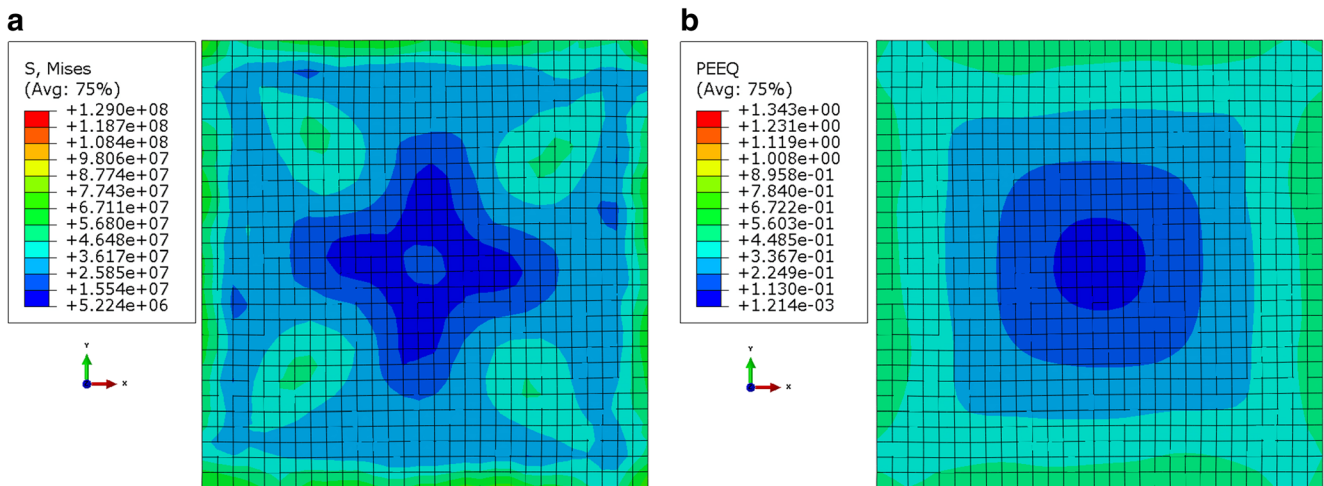 a
S, Mises
(Avg: 75%)
+1.290e+08
+1.187e+08
+1.084e+08
+9.806e+07
+8.774e+07
+7.743e+07
+6.711e+07
+5.680e+07
+4.648e+07
+3.617e+07
+2.585e+07
+1.554e+07
+5.224e+06
Y
X
b
PEEQ
(Avg: 75%)
+1.343e+00
+1.231e+00
+1.119e+00
+1.008e+00
+8.958e-01
+7.840e-01
+6.722e-01
+5.603e-01
+4.485e-01
+3.367e-01
+2.249e-01
+1.130e-01
+1.214e-03
Y
X